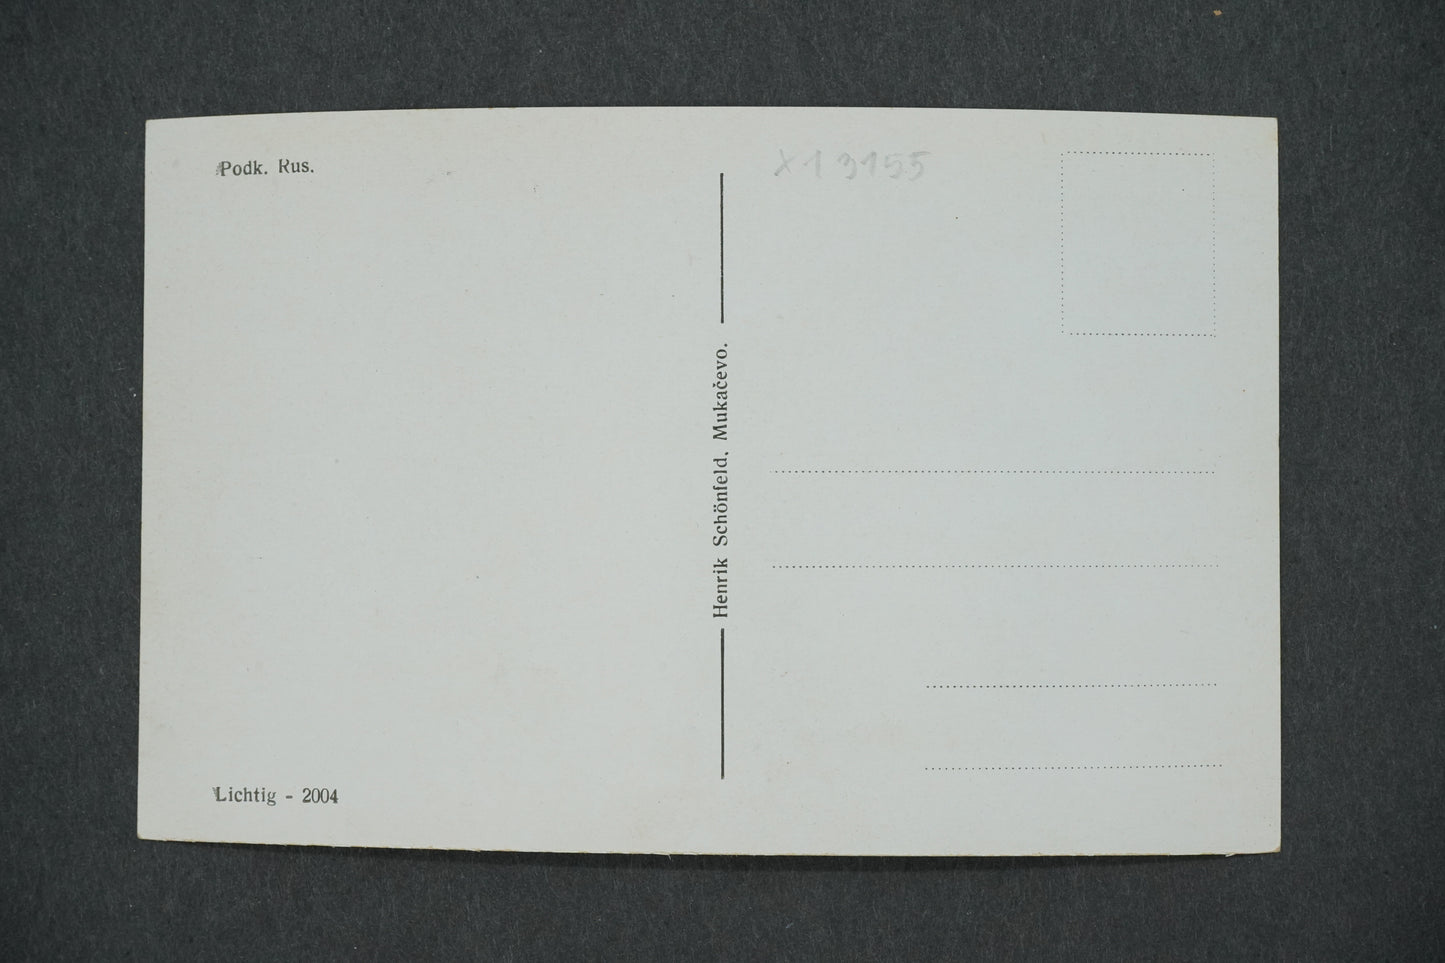 Podk. Rus.
X13155
Henrik Schönfeld, Mukačevo.
Lichtig - 2004